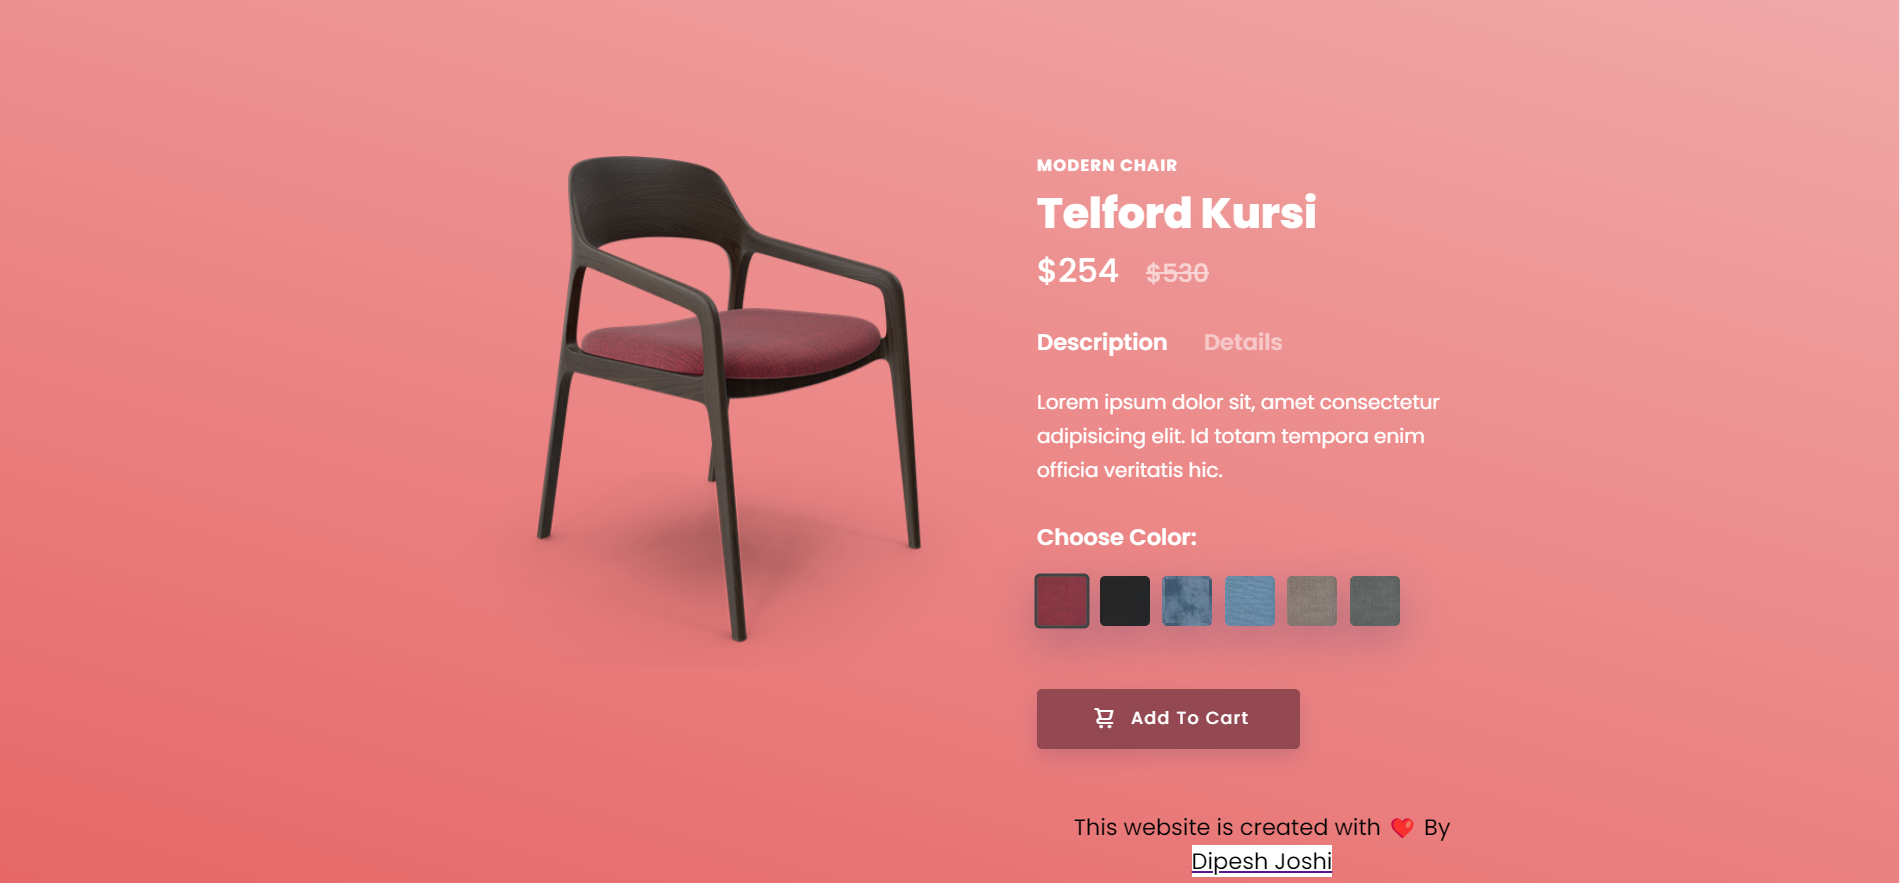 MODERN CHAIR
Telford Kursi
$254 $530
Description Details
Lorem ipsum dolor sit, amet consectetur
adipisicing elit. Id totam tempora enim
officia veritatis hic.
Choose Color:
Add To Cart
This website is created with ❤️ By
Dipesh Joshi